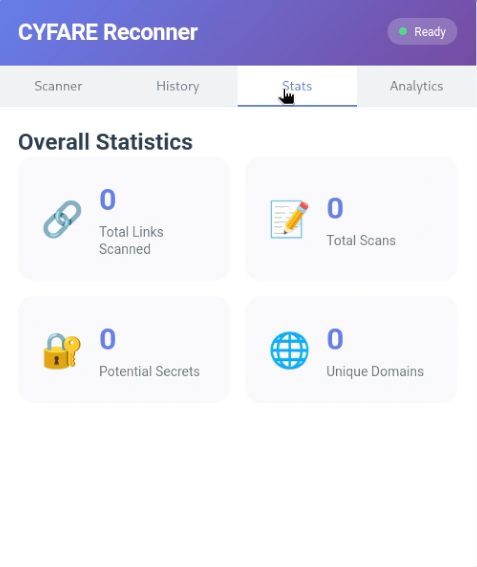 CYFARE Reconner
Ready
Scanner
History
Stats
Analytics
Overall Statistics
0
Total Links
Scanned
0
Total Scans
0
Potential Secrets
0
Unique Domains